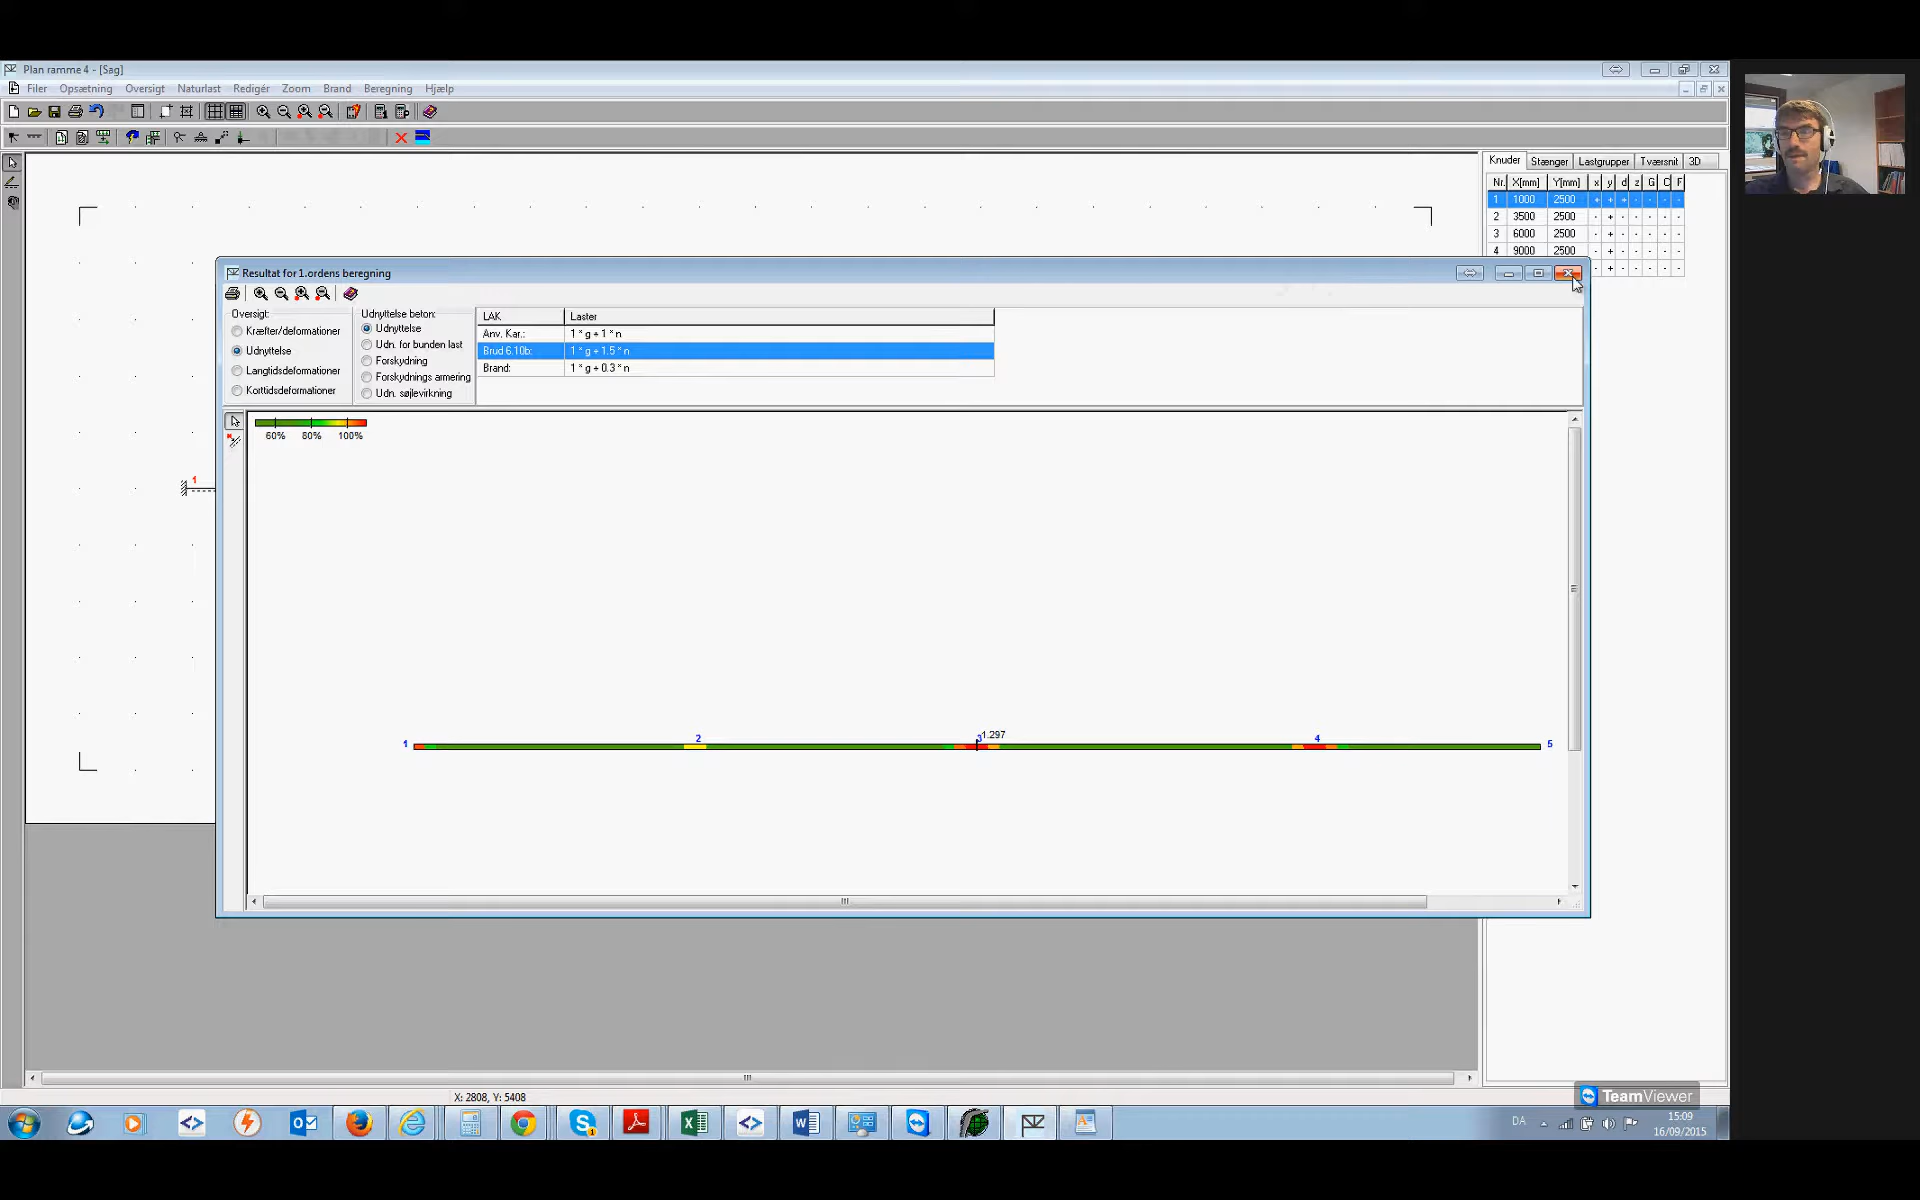 Plan ramme 4 - [Sag]
Filer Opsætning Oversigt Naturlast Redigér Zoom Brand Beregning Hjælp
Knuder Stænger Lastgrupper Tværsnit 3D
Nr. X[mm] Y[mm] x y d z G C F
1 1000 2500 + + + - - - -
2 3500 2500 - + - - - - -
3 6000 2500 - + - - - - -
4 9000 2500 - + - - - - -
- + - - - - -
Resultat for 1.ordens beregning
Oversigt:
Kræfter/deformationer
Udnyttelse
Langtidsdeformationer
Korttidsdeformationer
Udnyttelse beton:
Udnyttelse
Udn. for bunden last
Forskydning
Forskydnings armering
Udn. søjlevirkning
LAK Laster
Anv. Kar.: 1 * g + 1 * n
Brud 6.10b: 1 * g + 1.5 * n
Brand: 1 * g + 0.3 * n
60% 80% 100%
1
1 2 3 1.297 4 5
X: 2808, Y: 5408
TeamViewer
DA
15:09
16/09/2015